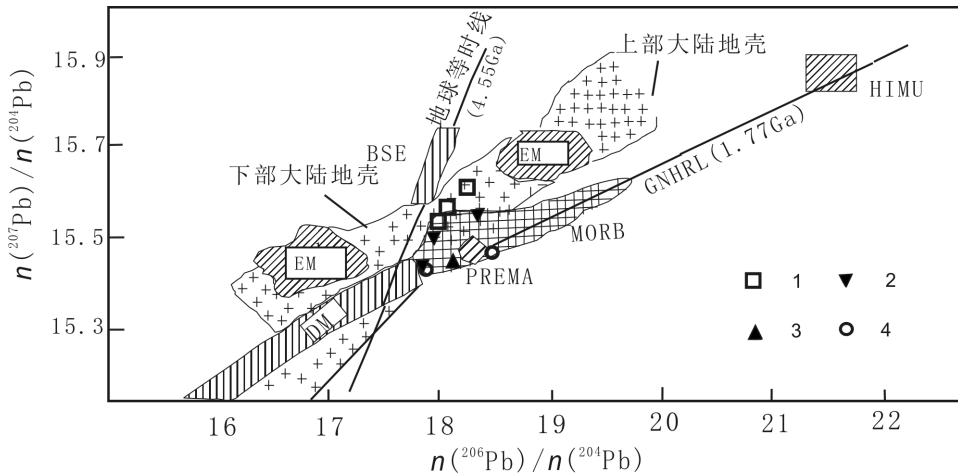 n(²⁰⁷Pb)/n(²⁰⁴Pb)
15.9
15.7
15.5
15.3
地球等时线
(4.55Ga)
上部大陆地壳
HIMU
BSE
EM
下部大陆地壳
GNHRL(1.77Ga)
MORB
EM
PREMA
DM
1
2
3
4
16
17
18
19
20
21
22
n(²⁰⁶Pb)/n(²⁰⁴Pb)